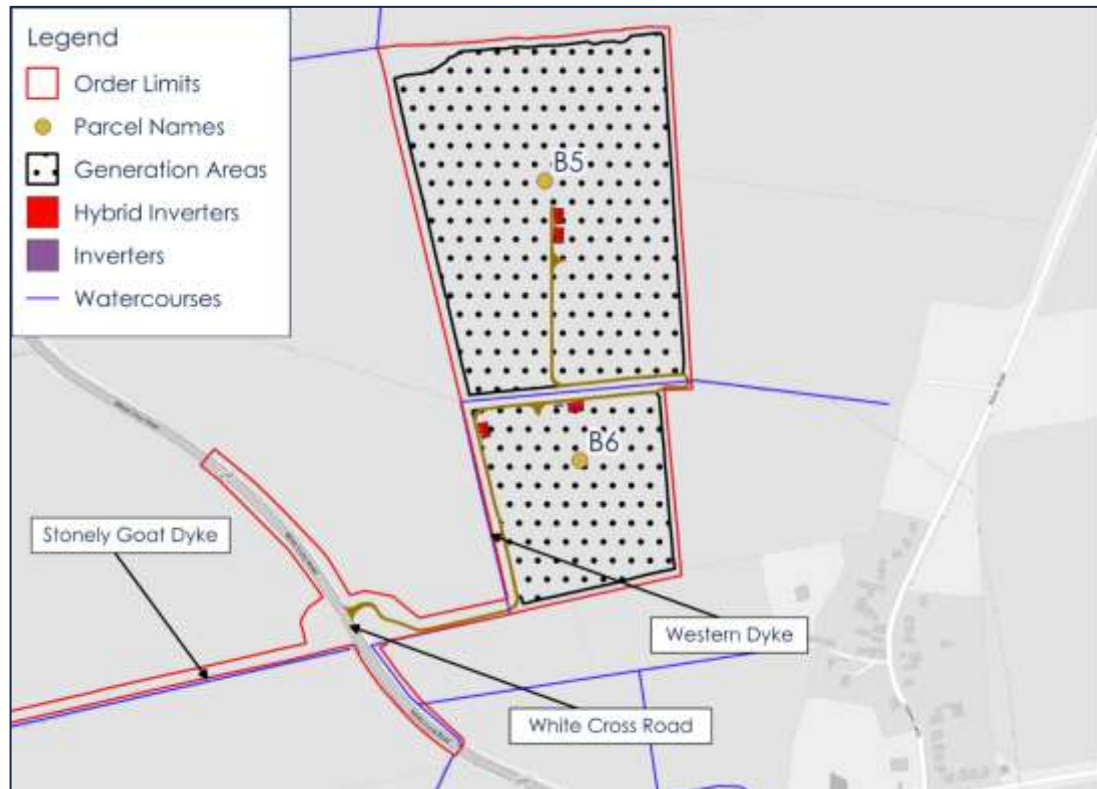 Legend
Order Limits
Parcel Names
Generation Areas
Hybrid Inverters
Inverters
Watercourses
B5
B6
Stonely Goat Dyke
Western Dyke
White Cross Road